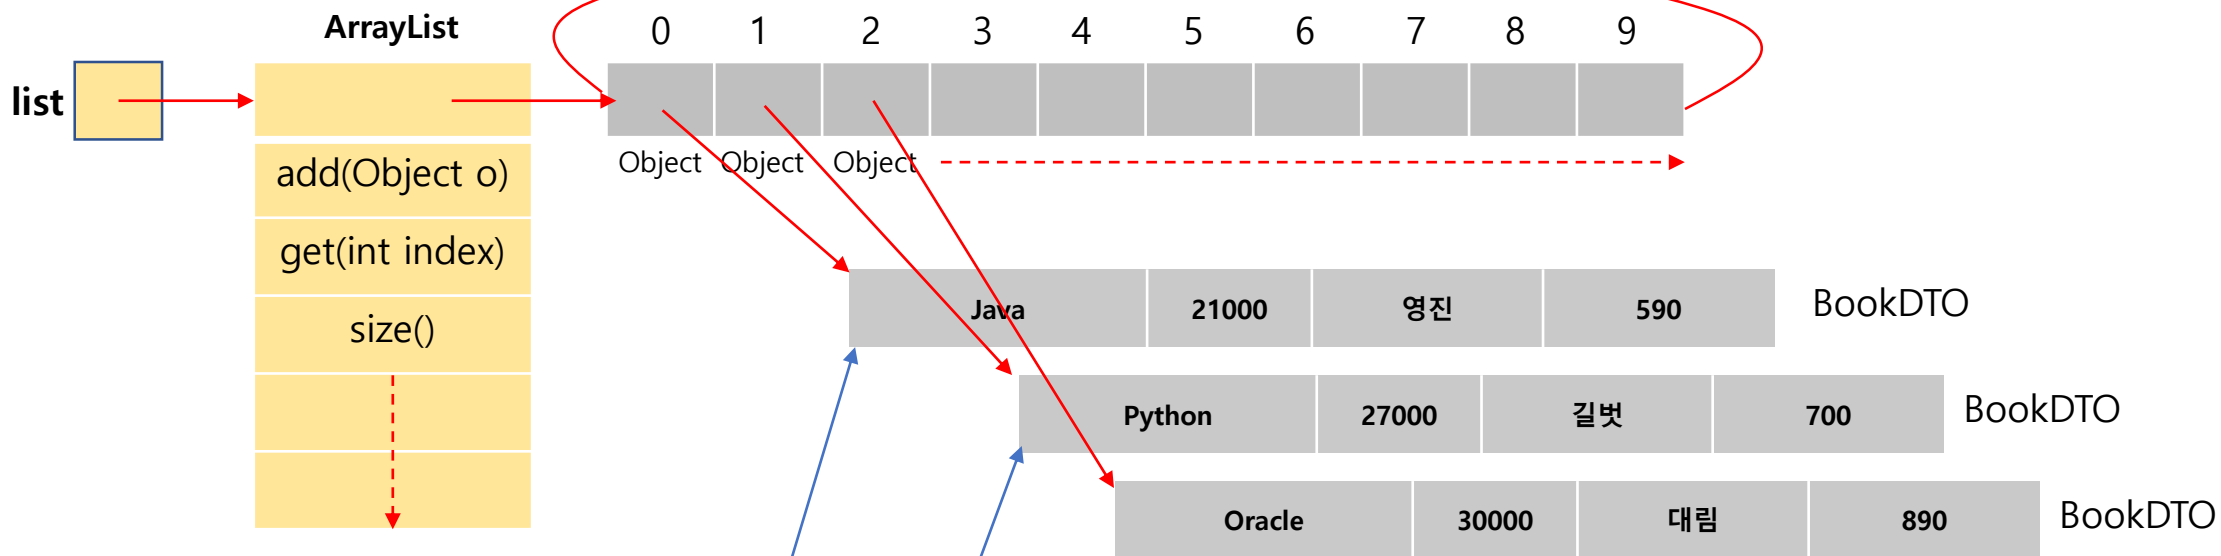 ArrayList
0 1 2 3 4 5 6 7 8 9
list
Object Object Object
add(Object o)
get(int index)
size()
Java 21000 영진 590 BookDTO
Python 27000 길벗 700 BookDTO
Oracle 30000 대림 890 BookDTO